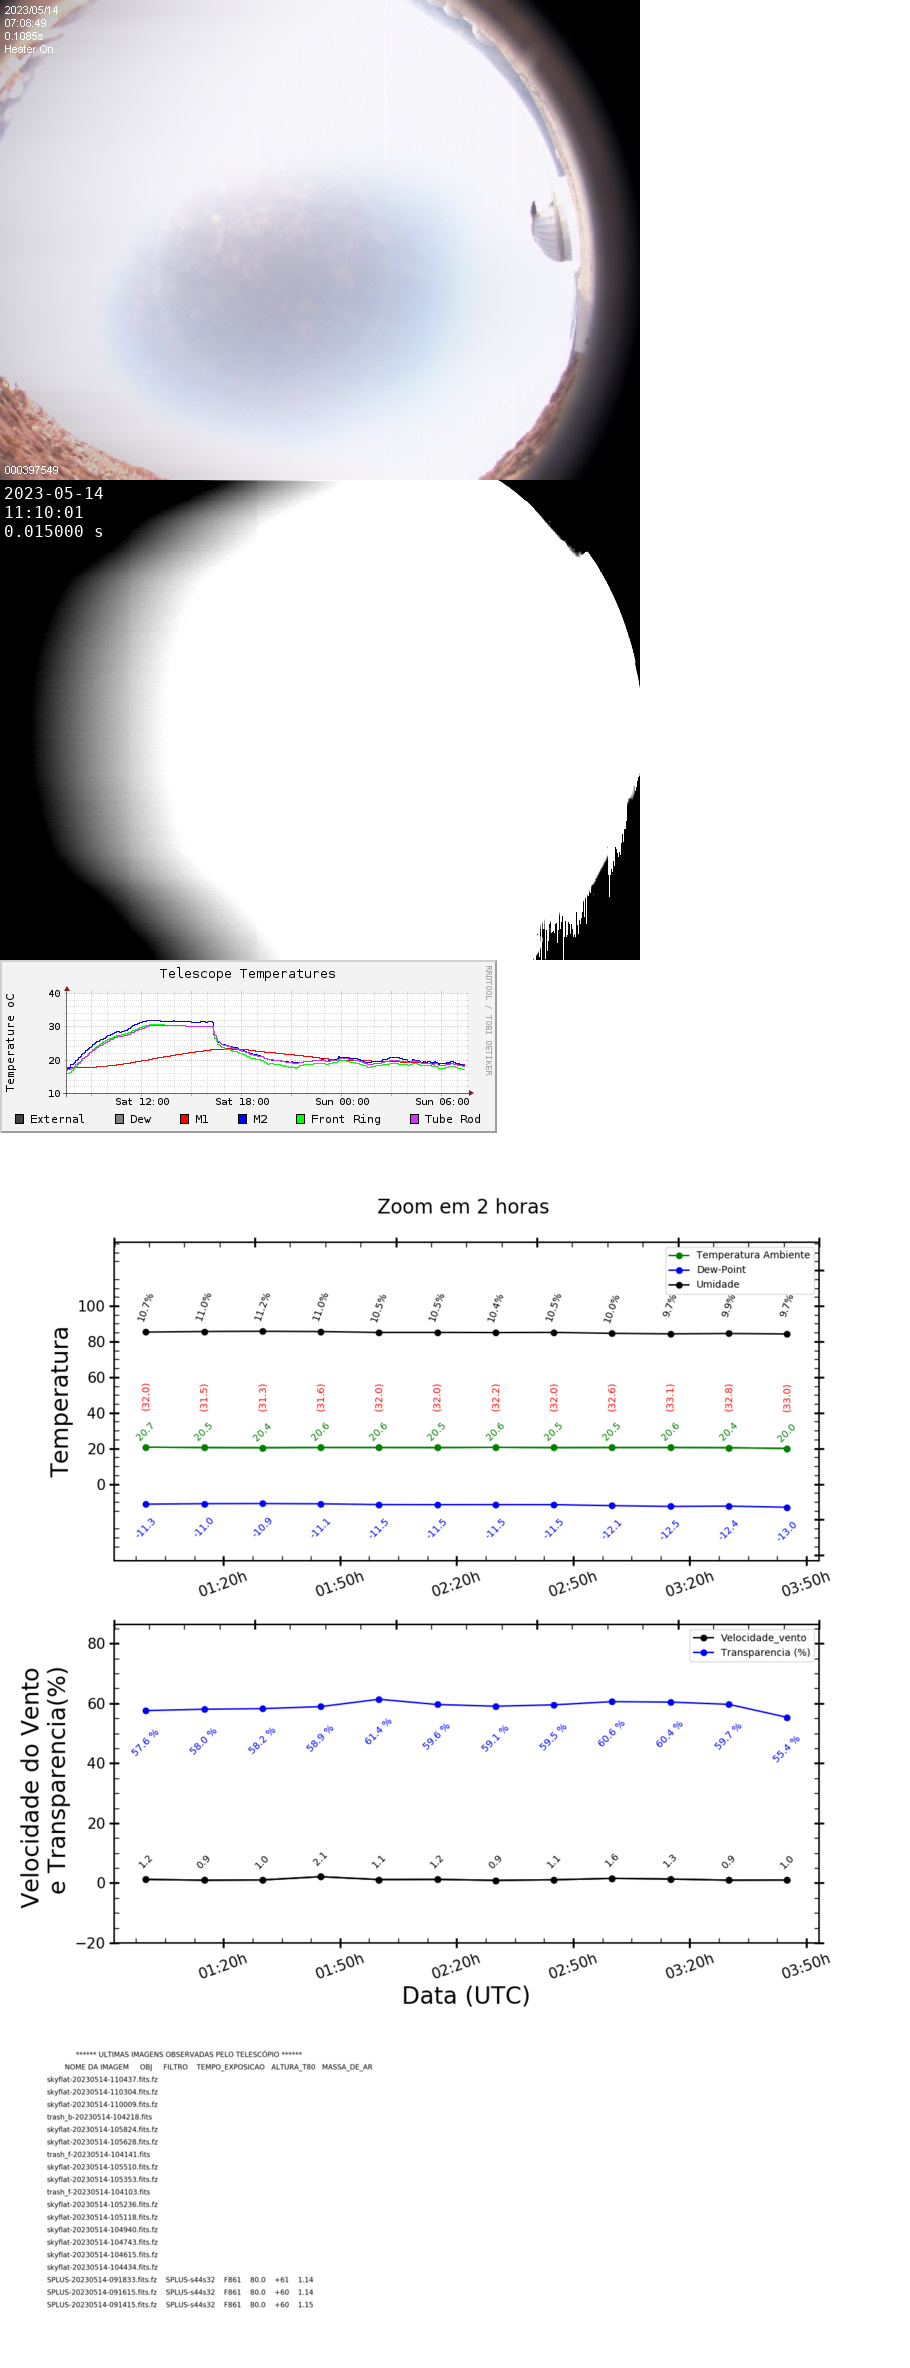 2023/05/14
07:08:49
0.1085s
Heater On
000397549
2023-05-14
11:10:01
0.015000 s
Telescope Temperatures
RRDTOOL / TOBI OETIKER
Temperature oC
40
30
20
10
Sat 12:00 Sat 18:00 Sun 00:00 Sun 06:00
External Dew M1 M2 Front Ring Tube Rod
Zoom em 2 horas
Temperatura Ambiente
Dew-Point
Umidade
Temperatura
100
80
60
40
20
0
10.7% 11.0% 11.2% 11.0% 10.5% 10.5% 10.4% 10.5% 10.0% 9.7% 9.9% 9.7%
(32.0) (31.5) (31.3) (31.6) (32.0) (32.0) (32.2) (32.0) (32.6) (33.1) (32.8) (33.0)
20.7 20.5 20.4 20.6 20.6 20.5 20.6 20.5 20.5 20.6 20.4 20.0
-11.3 -11.0 -10.9 -11.1 -11.5 -11.5 -11.5 -11.5 -12.1 -12.5 -12.4 -13.0
01:20h 01:50h 02:20h 02:50h 03:20h 03:50h
Velocidade_vento
Transparencia (%)
Velocidade do Vento
e Transparencia(%)
80
60
40
20
0
−20
57.6 % 58.0 % 58.2 % 58.9 % 61.4 % 59.6 % 59.1 % 59.5 % 60.6 % 60.4 % 59.7 % 55.4 %
1.2 0.9 1.0 2.1 1.1 1.2 0.9 1.1 1.6 1.3 0.9 1.0
01:20h 01:50h 02:20h 02:50h 03:20h 03:50h
Data (UTC)
****** ULTIMAS IMAGENS OBSERVADAS PELO TELESCÓPIO ******
NOME DA IMAGEM OBJ FILTRO TEMPO_EXPOSICAO ALTURA_T80 MASSA_DE_AR
skyflat-20230514-110437.fits.fz
skyflat-20230514-110304.fits.fz
skyflat-20230514-110009.fits.fz
trash_b-20230514-104218.fits
skyflat-20230514-105824.fits.fz
skyflat-20230514-105628.fits.fz
trash_f-20230514-104141.fits
skyflat-20230514-105510.fits.fz
skyflat-20230514-105353.fits.fz
trash_f-20230514-104103.fits
skyflat-20230514-105236.fits.fz
skyflat-20230514-105118.fits.fz
skyflat-20230514-104940.fits.fz
skyflat-20230514-104743.fits.fz
skyflat-20230514-104615.fits.fz
skyflat-20230514-104434.fits.fz
SPLUS-20230514-091833.fits.fz SPLUS-s44s32 F861 80.0 +61 1.14
SPLUS-20230514-091615.fits.fz SPLUS-s44s32 F861 80.0 +60 1.14
SPLUS-20230514-091415.fits.fz SPLUS-s44s32 F861 80.0 +60 1.15